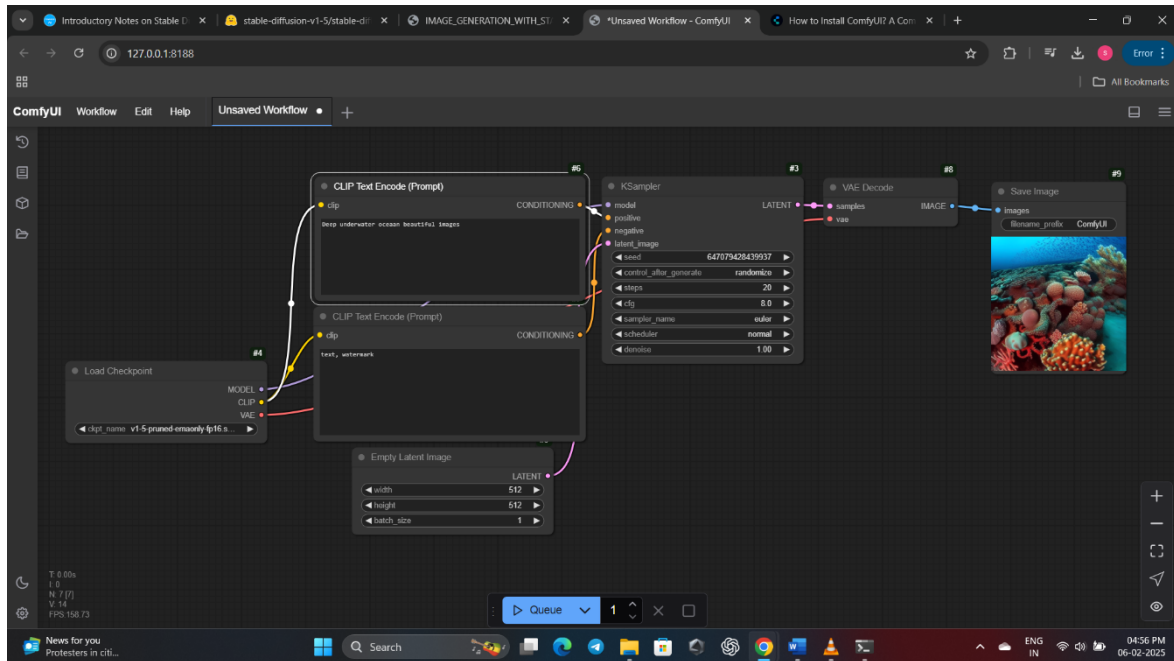 Introductory Notes on Stable Di
stable-diffusion-v1-5/stable-dif
IMAGE_GENERATION_WITH_ST
*Unsaved Workflow - ComfyUI
How to Install ComfyUI? A Com
127.0.0.1:8188
Error
All Bookmarks
ComfyUI Workflow Edit Help Unsaved Workflow
#6
CLIP Text Encode (Prompt)
clip CONDITIONING
Deep underwater ocean beautiful images
CLIP Text Encode (Prompt)
clip CONDITIONING
text, watermark
#4
Load Checkpoint
MODEL
CLIP
VAE
ckpt_name v1-5-pruned-emaonly-fp16.s...
Empty Latent Image
LATENT
width 512
height 512
batch_size 1
#3
KSampler
model LATENT
positive
negative
latent_image
seed 647079428439937
control_after_generate randomize
steps 20
cfg 8.0
sampler_name euler
scheduler normal
denoise 1.00
#8
VAE Decode
samples IMAGE
vae
#9
Save Image
images
filename_prefix ComfyUI
T: 0.00s
I: 0
N: 7 [7]
V: 14
FPS:158.73
Queue 1
News for you
Protesters in citi...
Search
ENG
IN
04:56 PM
06-02-2025